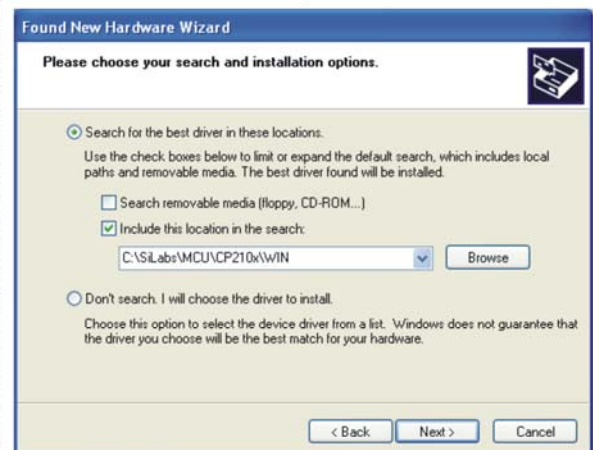 Found New Hardware Wizard
Please choose your search and installation options.
Search for the best driver in these locations.
Use the check boxes below to limit or expand the default search, which includes local
paths and removable media. The best driver found will be installed.
Search removable media (floppy, CD-ROM...)
Include this location in the search:
C:\SiLabs\MCU\CP210x\WIN
Browse
Don't search. I will choose the driver to install.
Choose this option to select the device driver from a list. Windows does not guarantee that
the driver you choose will be the best match for your hardware.
< Back Next > Cancel